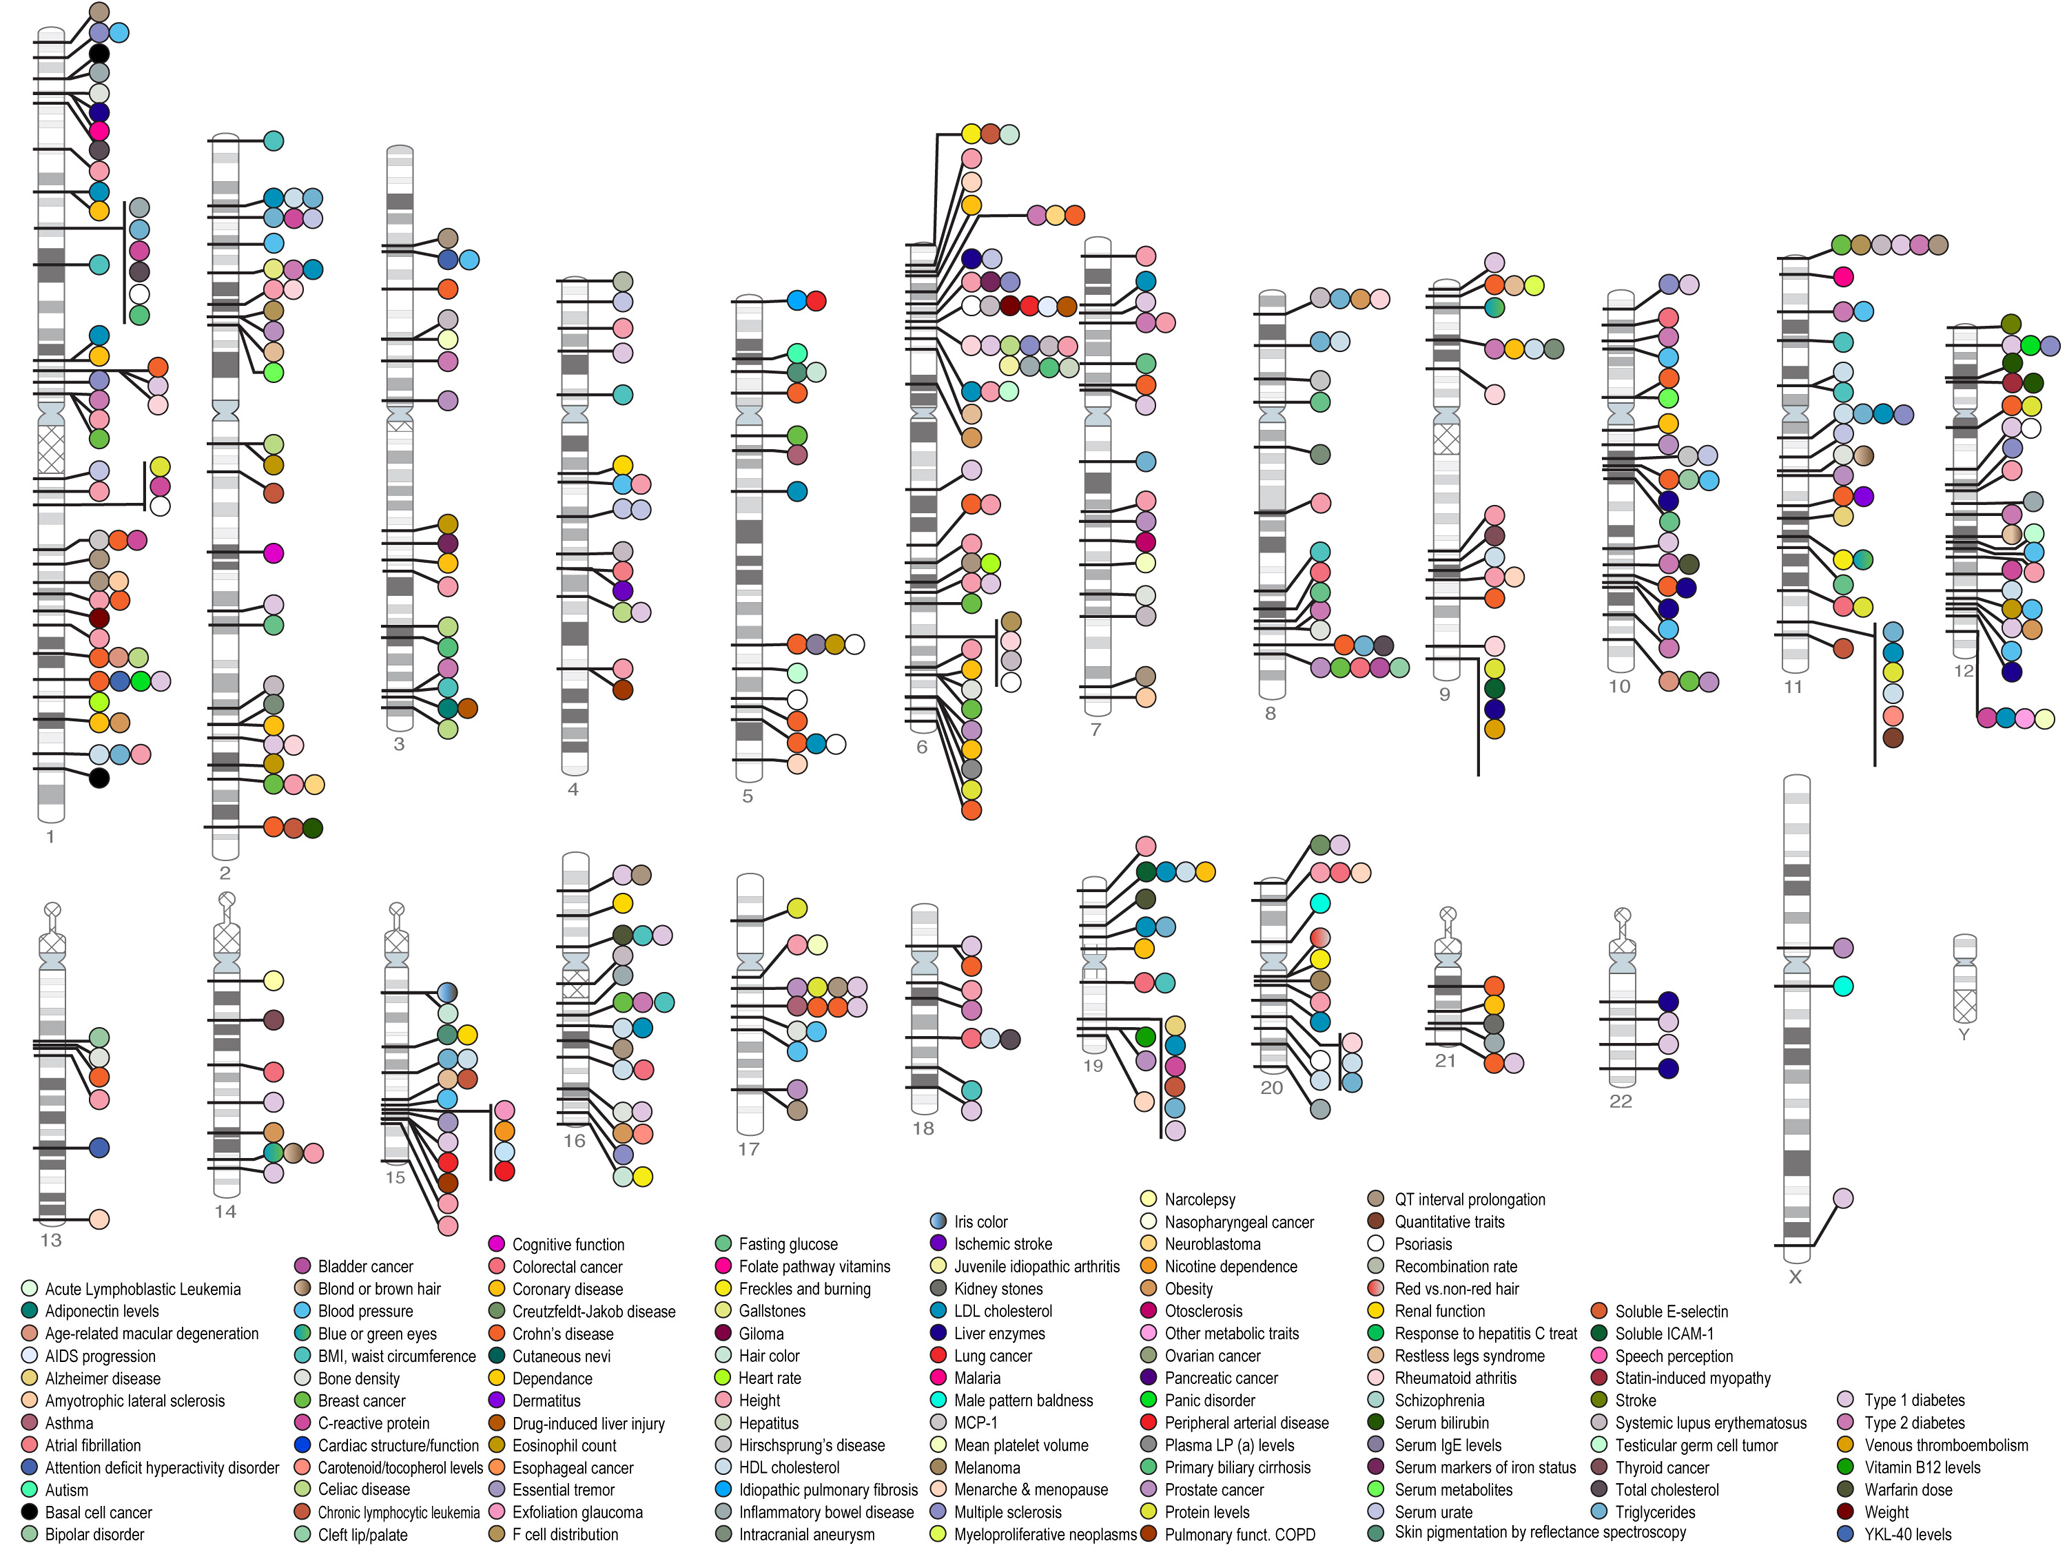 1
2
3
4
5
6
7
8
9
10
11
12
13
14
15
16
17
18
19
20
21
22
X
Y
Acute Lymphoblastic Leukemia
Adiponectin levels
Age-related macular degeneration
AIDS progression
Alzheimer disease
Amyotrophic lateral sclerosis
Asthma
Atrial fibrillation
Attention deficit hyperactivity disorder
Autism
Basal cell cancer
Bipolar disorder
Bladder cancer
Blond or brown hair
Blood pressure
Blue or green eyes
BMI, waist circumference
Bone density
Breast cancer
C-reactive protein
Cardiac structure/function
Carotenoid/tocopherol levels
Celiac disease
Chronic lymphocytic leukemia
Cleft lip/palate
Cognitive function
Colorectal cancer
Coronary disease
Creutzfeldt-Jakob disease
Crohn's disease
Cutaneous nevi
Dependance
Dermatitus
Drug-induced liver injury
Eosinophil count
Esophageal cancer
Essential tremor
Exfoliation glaucoma
F cell distribution
Fasting glucose
Folate pathway vitamins
Freckles and burning
Gallstones
Giloma
Hair color
Heart rate
Height
Hepatitus
Hirschsprung's disease
HDL cholesterol
Idiopathic pulmonary fibrosis
Inflammatory bowel disease
Intracranial aneurysm
Iris color
Ischemic stroke
Juvenile idiopathic arthritis
Kidney stones
LDL cholesterol
Liver enzymes
Lung cancer
Malaria
Male pattern baldness
MCP-1
Mean platelet volume
Melanoma
Menarche & menopause
Multiple sclerosis
Myeloproliferative neoplasms
Narcolepsy
Nasopharyngeal cancer
Neuroblastoma
Nicotine dependence
Obesity
Otosclerosis
Other metabolic traits
Ovarian cancer
Pancreatic cancer
Panic disorder
Peripheral arterial disease
Plasma LP (a) levels
Primary biliary cirrhosis
Prostate cancer
Protein levels
Pulmonary funct. COPD
QT interval prolongation
Quantitative traits
Psoriasis
Recombination rate
Red vs.non-red hair
Renal function
Response to hepatitis C treat
Restless legs syndrome
Rheumatoid athritis
Schizophrenia
Serum bilirubin
Serum IgE levels
Serum markers of iron status
Serum metabolites
Serum urate
Skin pigmentation by reflectance spectroscopy
Soluble E-selectin
Soluble ICAM-1
Speech perception
Statin-induced myopathy
Stroke
Systemic lupus erythematosus
Testicular germ cell tumor
Thyroid cancer
Total cholesterol
Triglycerides
Type 1 diabetes
Type 2 diabetes
Venous thromboembolism
Vitamin B12 levels
Warfarin dose
Weight
YKL-40 levels